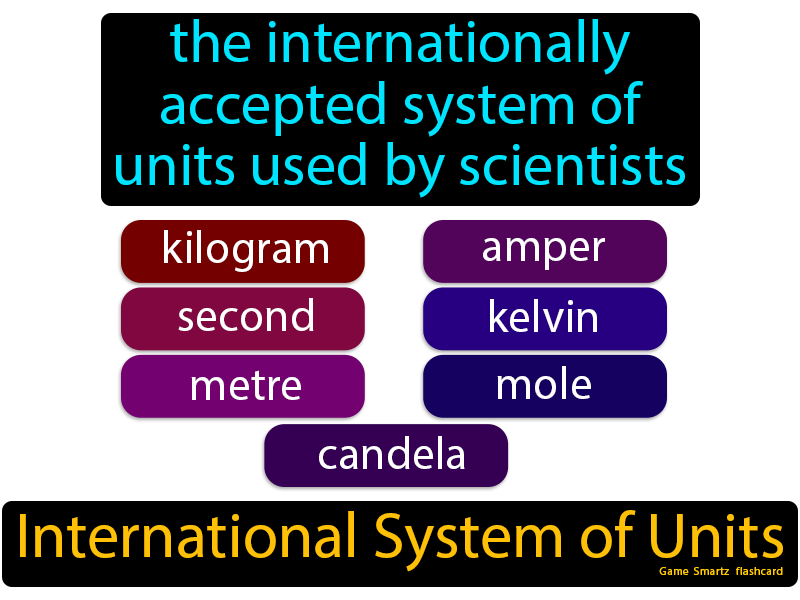 the internationally
accepted system of
units used by scientists
kilogram
amper
second
kelvin
metre
mole
candela
International System of Units
Game Smartz flashcard